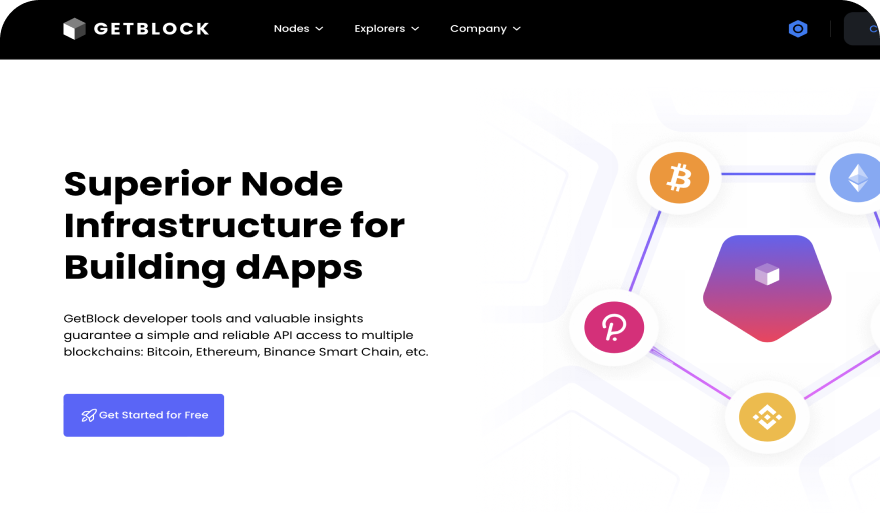 GETBLOCK
Nodes
Explorers
Company
Superior Node
Infrastructure for
Building dApps
GetBlock developer tools and valuable insights
guarantee a simple and reliable API access to multiple
blockchains: Bitcoin, Ethereum, Binance Smart Chain, etc.
Get Started for Free